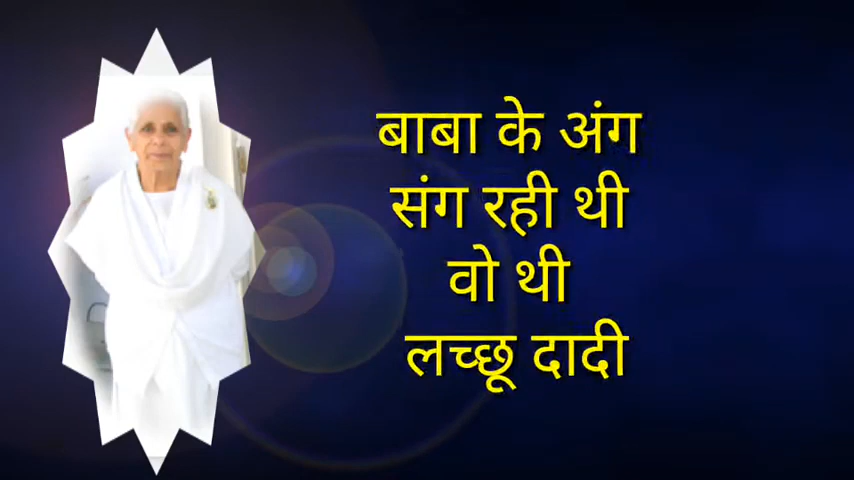 बाबा के अंग
संग रही थी
वो थी
लच्छू दादी